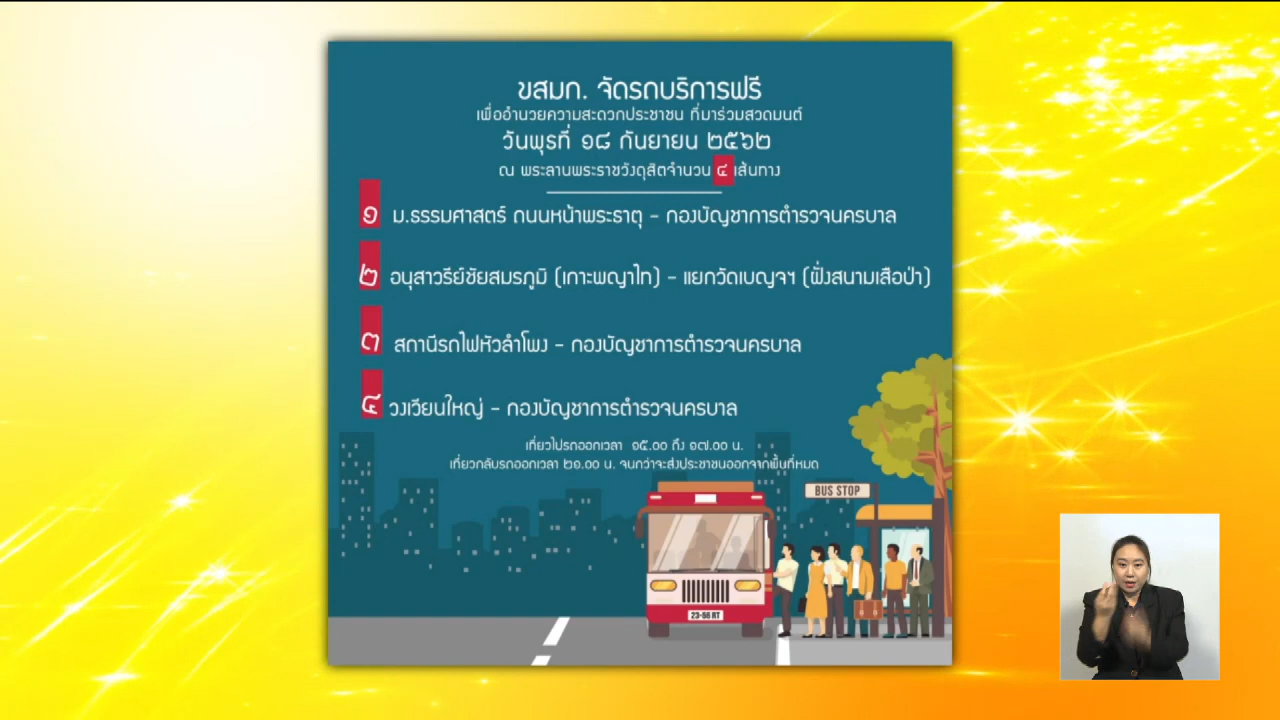 ขสมก. จัดรถบริการฟรี
เพื่ออำนวยความสะดวกประชาชน ที่มาร่วมสวดมนต์
วันพุธที่ ๑๘ กันยายน ๒๕๖๒
ณ พระลานพระราชวังดุสิตจำนวน ๔ เส้นทาง
๑ ม.ธรรมศาสตร์ ถนนหน้าพระธาตุ - กองบัญชาการตำรวจนครบาล
๒ อนุสาวรีย์ชัยสมรภูมิ (เกาะพญาไท) - แยกวัดเบญจฯ (ฝั่งสนามเสือป่า)
๓ สถานีรถไฟหัวลำโพง - กองบัญชาการตำรวจนครบาล
๔ วงเวียนใหญ่ - กองบัญชาการตำรวจนครบาล
เที่ยวไปรถออกเวลา ๑๕.๐๐ ถึง ๑๗.๐๐ น.
เที่ยวกลับรถออกเวลา ๒๑.๐๐ น. จนกว่าจะส่งประชาชนออกจากพื้นที่หมด
BUS STOP
23-56 RT